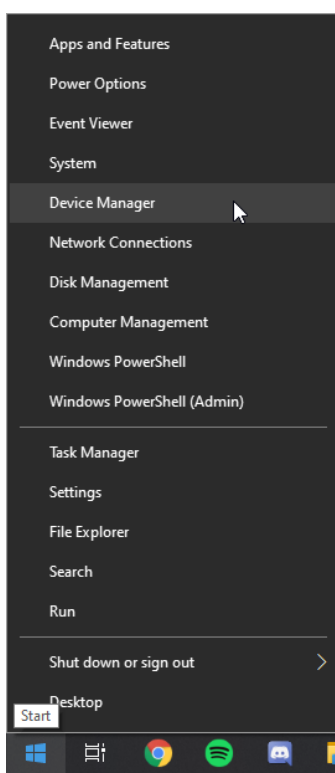 Apps and Features
Power Options
Event Viewer
System
Device Manager
Network Connections
Disk Management
Computer Management
Windows PowerShell
Windows PowerShell (Admin)
Task Manager
Settings
File Explorer
Search
Run
Shut down or sign out
Desktop
Start